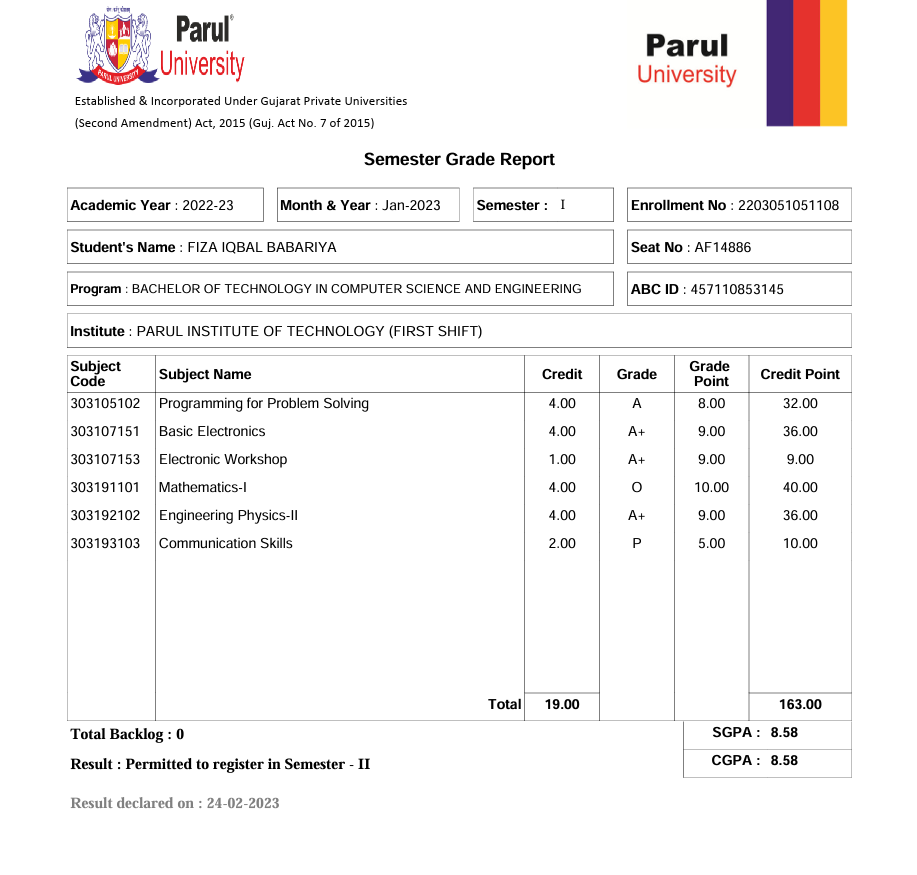 Parul®
University
PARUL UNIVERSITY
Parul
University
Established & Incorporated Under Gujarat Private Universities
(Second Amendment) Act, 2015 (Guj. Act No. 7 of 2015)
Semester Grade Report
Academic Year : 2022-23 Month & Year : Jan-2023 Semester : I Enrollment No : 2203051051108
Student's Name : FIZA IQBAL BABARIYA Seat No : AF14886
Program : BACHELOR OF TECHNOLOGY IN COMPUTER SCIENCE AND ENGINEERING ABC ID : 457110853145
Institute : PARUL INSTITUTE OF TECHNOLOGY (FIRST SHIFT)
Subject Code Subject Name Credit Grade Grade Point Credit Point
303105102 Programming for Problem Solving 4.00 A 8.00 32.00
303107151 Basic Electronics 4.00 A+ 9.00 36.00
303107153 Electronic Workshop 1.00 A+ 9.00 9.00
303191101 Mathematics-I 4.00 O 10.00 40.00
303192102 Engineering Physics-II 4.00 A+ 9.00 36.00
303193103 Communication Skills 2.00 P 5.00 10.00
Total 19.00 163.00
Total Backlog : 0 SGPA : 8.58
Result : Permitted to register in Semester - II CGPA : 8.58
Result declared on : 24-02-2023